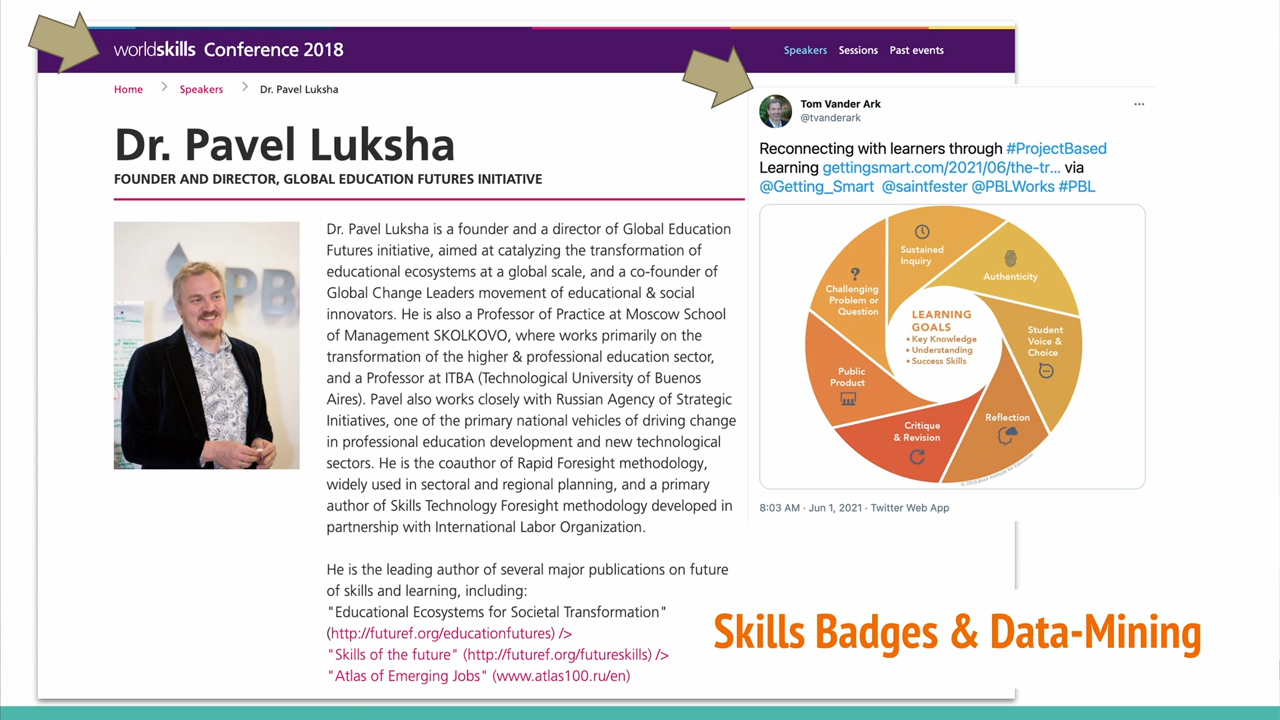 worldskills Conference 2018
Speakers Sessions Past events
Home > Speakers > Dr. Pavel Luksha
Dr. Pavel Luksha
FOUNDER AND DIRECTOR, GLOBAL EDUCATION FUTURES INITIATIVE
Dr. Pavel Luksha is a founder and a director of Global Education
Futures initiative, aimed at catalyzing the transformation of
educational ecosystems at a global scale, and a co-founder of
Global Change Leaders movement of educational & social
innovators. He is also a Professor of Practice at Moscow School
of Management SKOLKOVO, where works primarily on the
transformation of the higher & professional education sector,
and a Professor at ITBA (Technological University of Buenos
Aires). Pavel also works closely with Russian Agency of Strategic
Initiatives, one of the primary national vehicles of driving change
in professional education development and new technological
sectors. He is the coauthor of Rapid Foresight methodology,
widely used in sectoral and regional planning, and a primary
author of Skills Technology Foresight methodology developed in
partnership with International Labor Organization.
He is the leading author of several major publications on future
of skills and learning, including:
"Educational Ecosystems for Societal Transformation"
(http://futuref.org/educationfutures) />
"Skills of the future" (http://futuref.org/futureskills) />
"Atlas of Emerging Jobs" (www.atlas100.ru/en)
Tom Vander Ark
@tvanderark
Reconnecting with learners through #ProjectBased
Learning gettingsmart.com/2021/06/the-tr... via
@Getting_Smart @saintfester @PBLWorks #PBL
Sustained
Inquiry
Authenticity
Student
Voice &
Choice
Reflection
Critique
& Revision
Public
Product
Challenging
Problem or
Question
LEARNING
GOALS
• Key Knowledge
• Understanding
• Success Skills
8:03 AM · Jun 1, 2021 · Twitter Web App
Skills Badges & Data-Mining